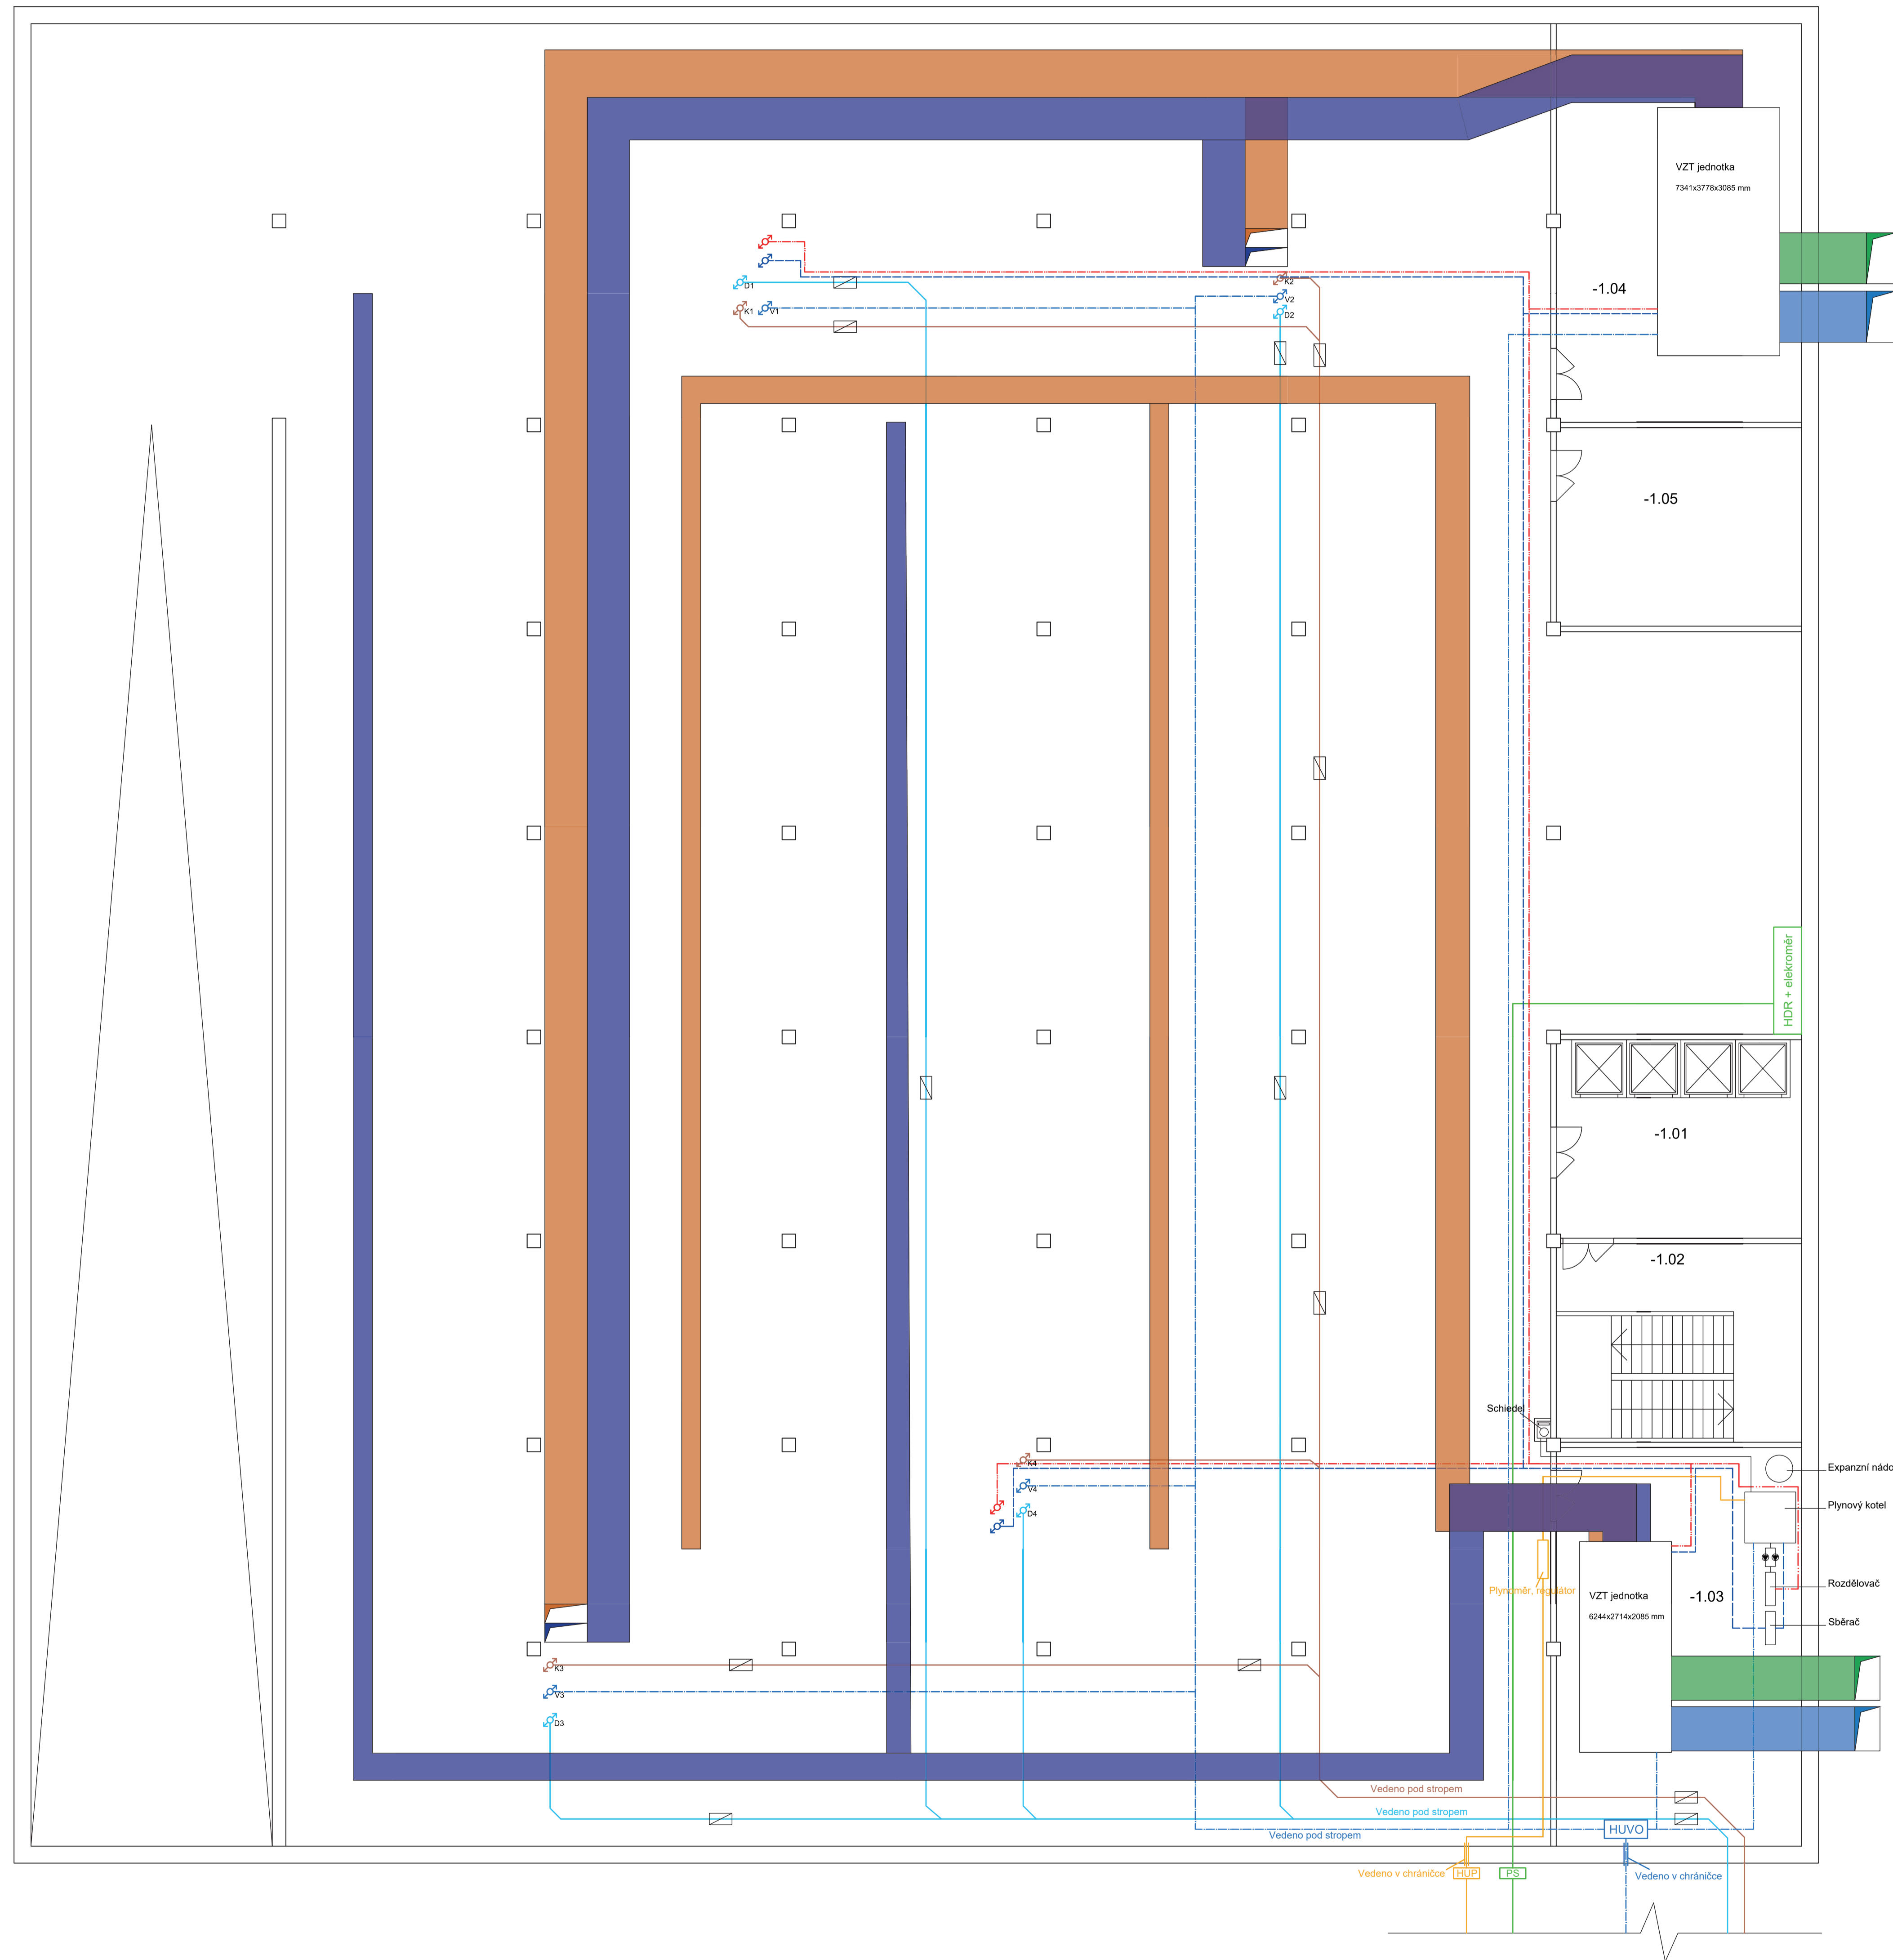 VZT jednotka
7341x3778x3085 mm
D1
K1
V1
K2
V2
D2
-1.04
-1.05
HDR + elekroměr
-1.01
-1.02
Schiedel
K4
V4
D4
Expanzní nádo
Plynový kotel
Plynoměr, regulátor
VZT jednotka
6244x2714x2085 mm
-1.03
Rozdělovač
Sběrač
K3
V3
D3
Vedeno pod stropem
Vedeno pod stropem
Vedeno pod stropem
HUVO
Vedeno v chráničce
HUP
PS
Vedeno v chráničce